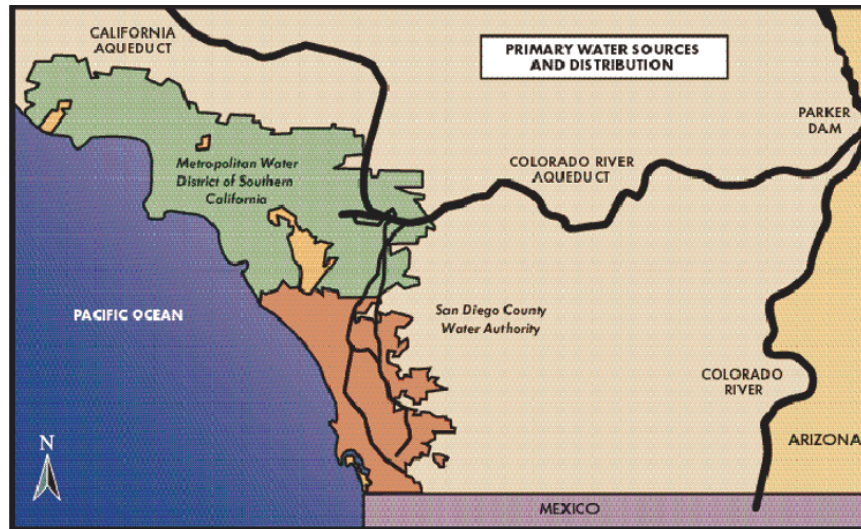 CALIFORNIA
AQUEDUCT
PRIMARY WATER SOURCES
AND DISTRIBUTION
PARKER
DAM
Metropolitan Water
District of Southern
California
COLORADO RIVER
AQUEDUCT
PACIFIC OCEAN
San Diego County
Water Authority
COLORADO
RIVER
N
ARIZONA
MEXICO